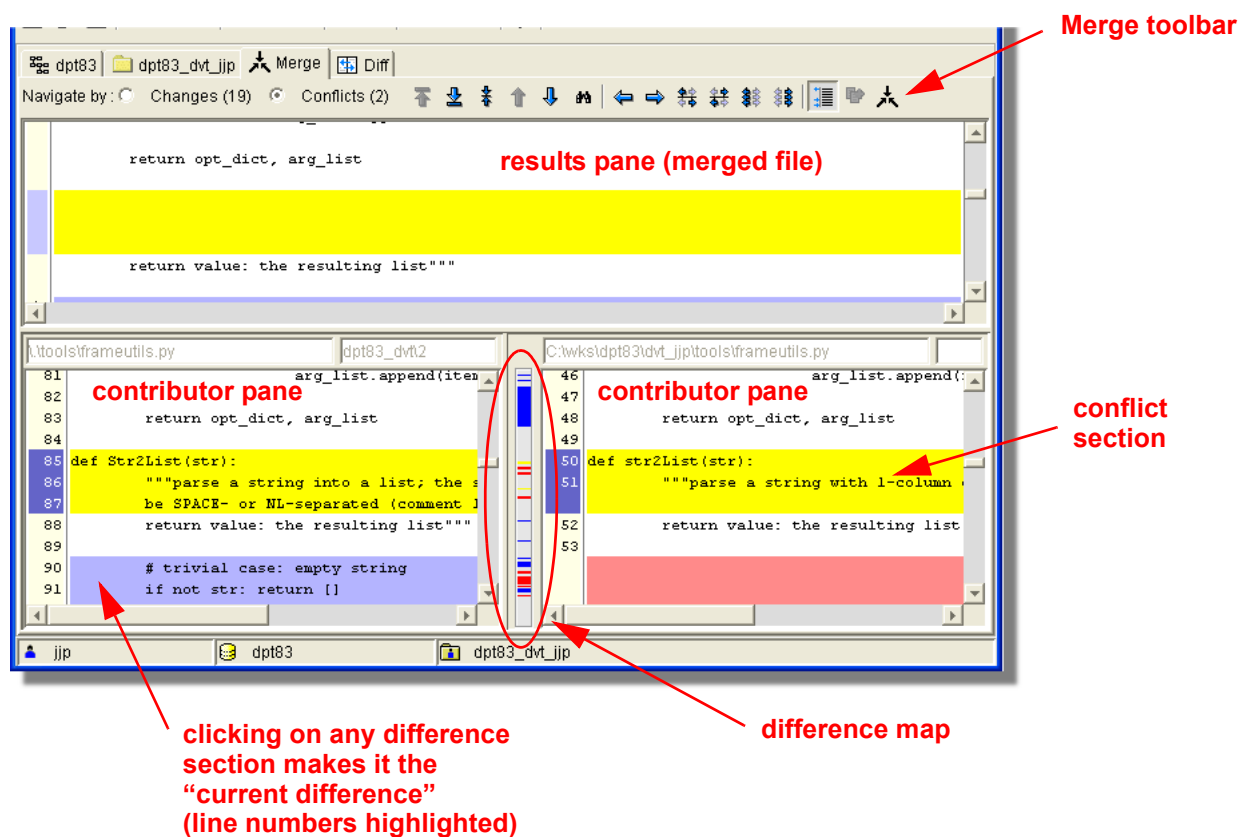 Merge toolbar
dpt83 dpt83_dvt_jjp Merge Diff
Navigate by : Changes (19) Conflicts (2)
return opt_dict, arg_list
results pane (merged file)
return value: the resulting list"""
\.\tools\frameutils.py dpt83_dvt\2
81 arg_list.append(item
82
83 return opt_dict, arg_list
84
85 def Str2List(str):
86 """parse a string into a list; the s
87 be SPACE- or NL-separated (comment l
88 return value: the resulting list"""
89
90 # trivial case: empty string
91 if not str: return []
contributor pane
C:\wks\dpt83\dvt_jjp\tools\frameutils.py
46 arg_list.append(
47
48 return opt_dict, arg_list
49
50 def str2List(str):
51 """parse a string with 1-column
52 return value: the resulting list
53
contributor pane
conflict
section
jjp dpt83 dpt83_dvt_jjp
clicking on any difference
section makes it the
“current difference”
(line numbers highlighted)
difference map